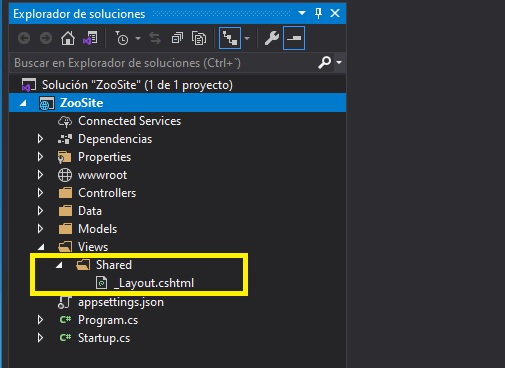 Explorador de soluciones
Buscar en Explorador de soluciones (Ctrl+`)
Solución "ZooSite" (1 de 1 proyecto)
ZooSite
Connected Services
Dependencias
Properties
wwwroot
Controllers
Data
Models
Views
Shared
_Layout.cshtml
appsettings.json
C# Program.cs
C# Startup.cs